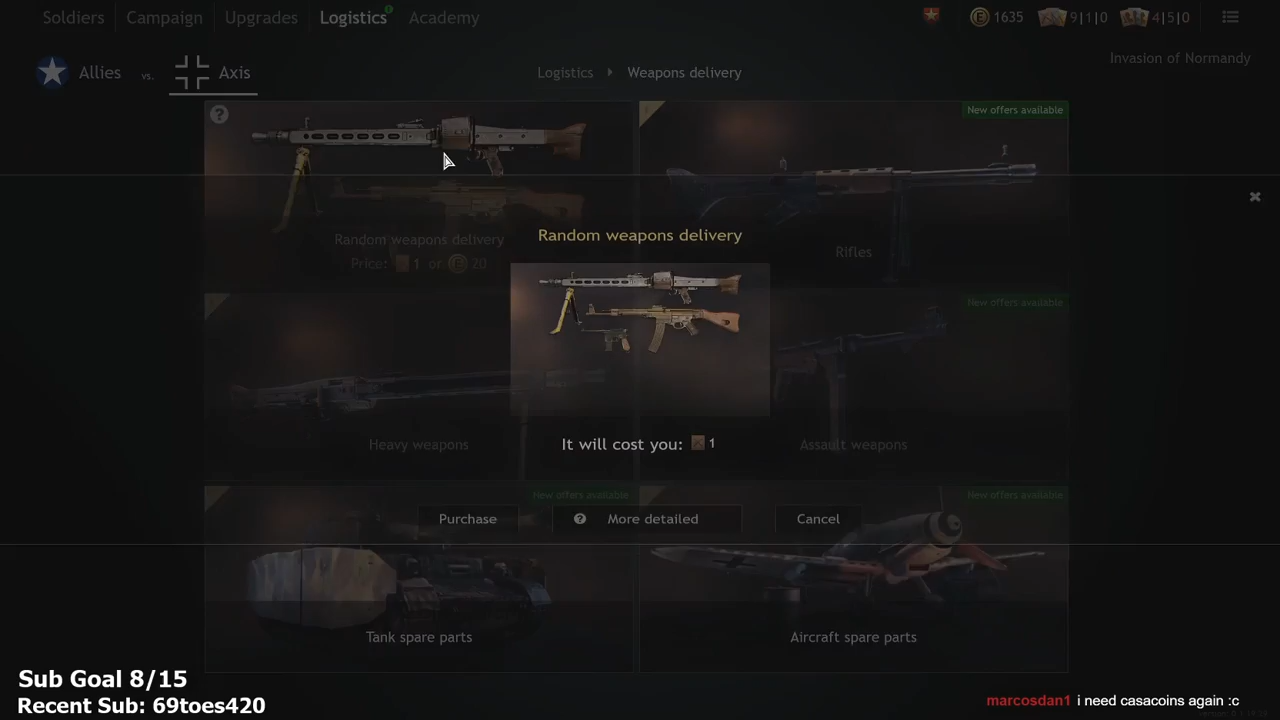 Soldiers Campaign Upgrades Logistics Academy
1635 9|1|0 4|5|0
Allies vs. Axis
Logistics Weapons delivery
Invasion of Normandy
New offers available
Random weapons delivery
Price: 1 or 20
Rifles
Random weapons delivery
New offers available
Heavy weapons
It will cost you: 1
Assault weapons
New offers available
New offers available
Purchase
? More detailed
Cancel
Tank spare parts
Aircraft spare parts
Sub Goal 8/15
Recent Sub: 69toes420
marcosdan1 i need casacoins again :c